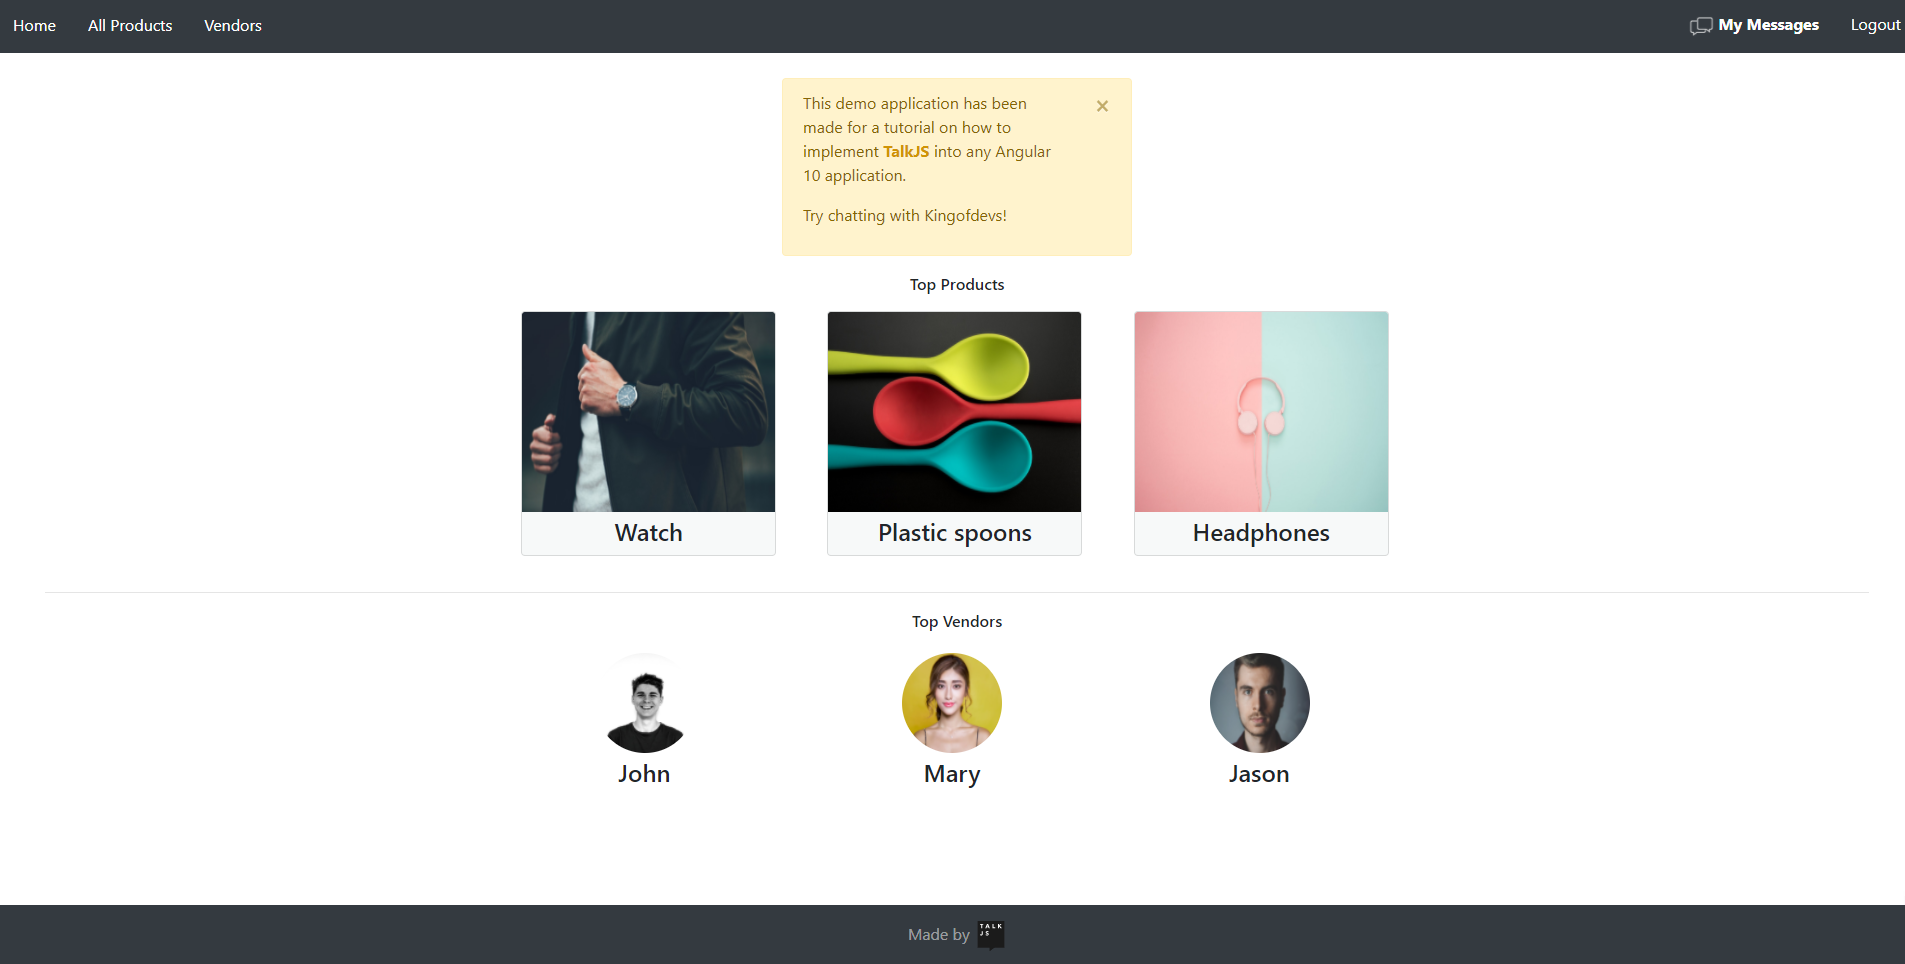 Home All Products Vendors My Messages Logout
This demo application has been
made for a tutorial on how to
implement TalkJS into any Angular
10 application.
Try chatting with Kingofdevs!
×
Top Products
Watch Plastic spoons Headphones
Top Vendors
John Mary Jason
Made by TALK
JS